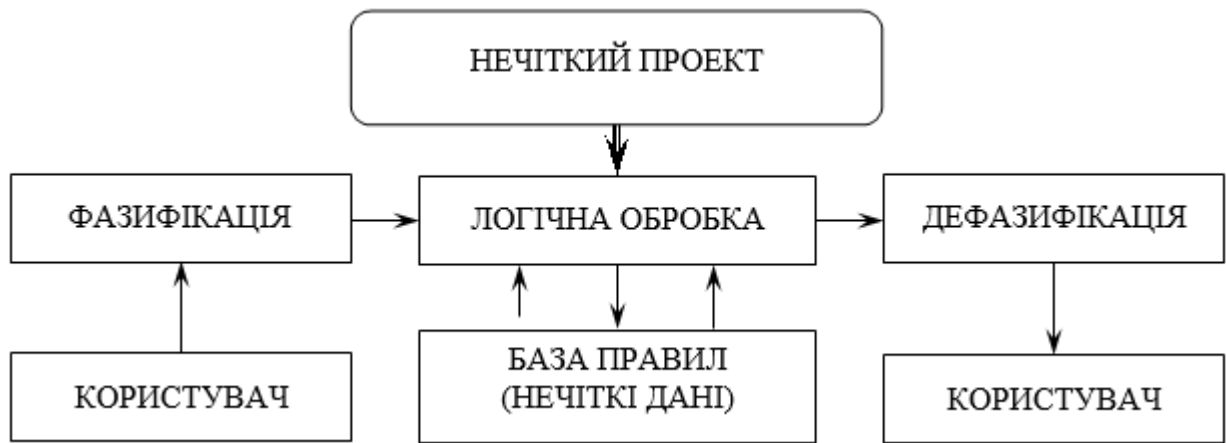 НЕЧІТКИЙ ПРОЕКТ
ФАЗИФІКАЦІЯ
ЛОГІЧНА ОБРОБКА
ДЕФАЗИФІКАЦІЯ
КОРИСТУВАЧ
БАЗА ПРАВИЛ
(НЕЧІТКІ ДАНІ)
КОРИСТУВАЧ